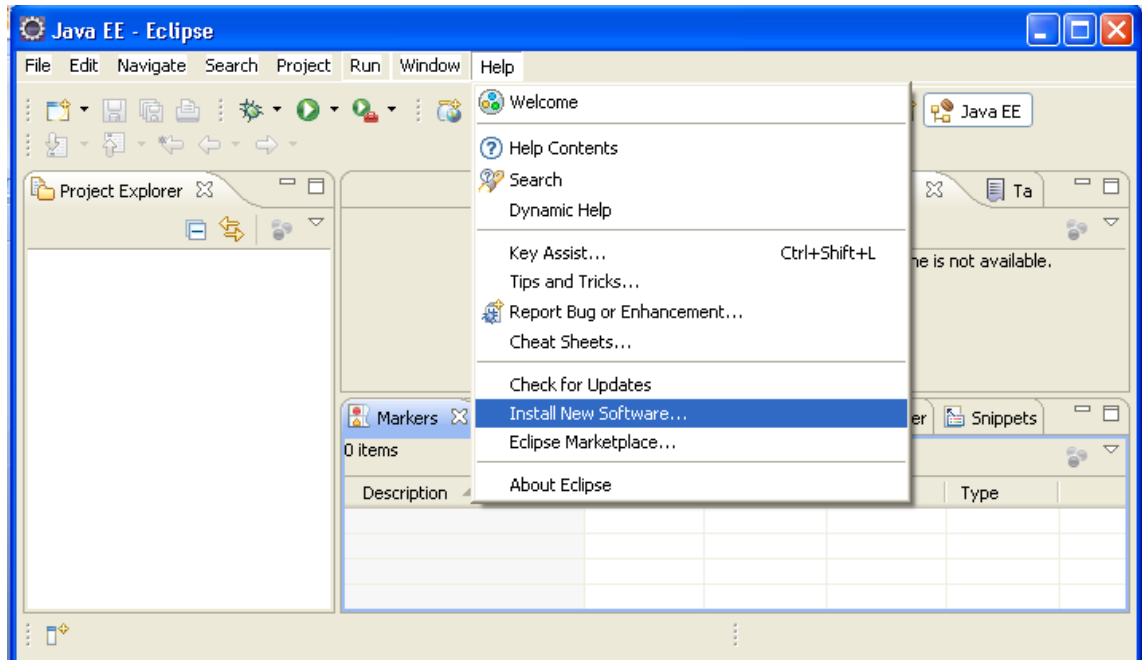 Java EE - Eclipse
File Edit Navigate Search Project Run Window Help
Welcome
Java EE
Help Contents
Project Explorer
Search
Ta
Dynamic Help
Key Assist... Ctrl+Shift+L
ne is not available.
Tips and Tricks...
Report Bug or Enhancement...
Cheat Sheets...
Check for Updates
Install New Software...
Markers
er
Snippets
Eclipse Marketplace...
0 items
About Eclipse
Description
Type